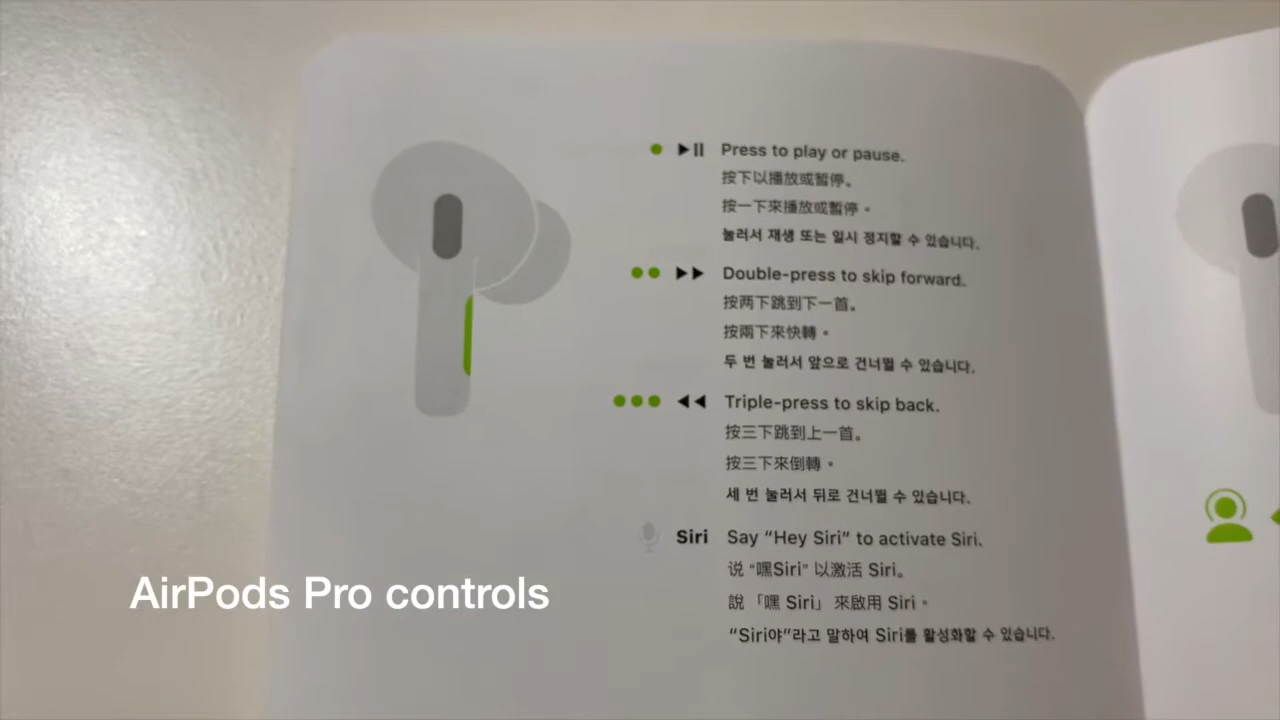 Press to play or pause.
按下以播放或暂停。
按一下來播放或暫停。
눌러서 재생 또는 일시 정지할 수 있습니다.
Double-press to skip forward.
按两下跳到下一首。
按兩下來快轉。
두 번 눌러서 앞으로 건너뛸 수 있습니다.
Triple-press to skip back.
按三下跳到上一首。
按三下來倒轉。
세 번 눌러서 뒤로 건너뛸 수 있습니다.
Siri Say “Hey Siri” to activate Siri.
说 “嘿Siri” 以激活 Siri。
說「嘿 Siri」來啟用 Siri。
“Siri야”라고 말하여 Siri를 활성화할 수 있습니다.
AirPods Pro controls